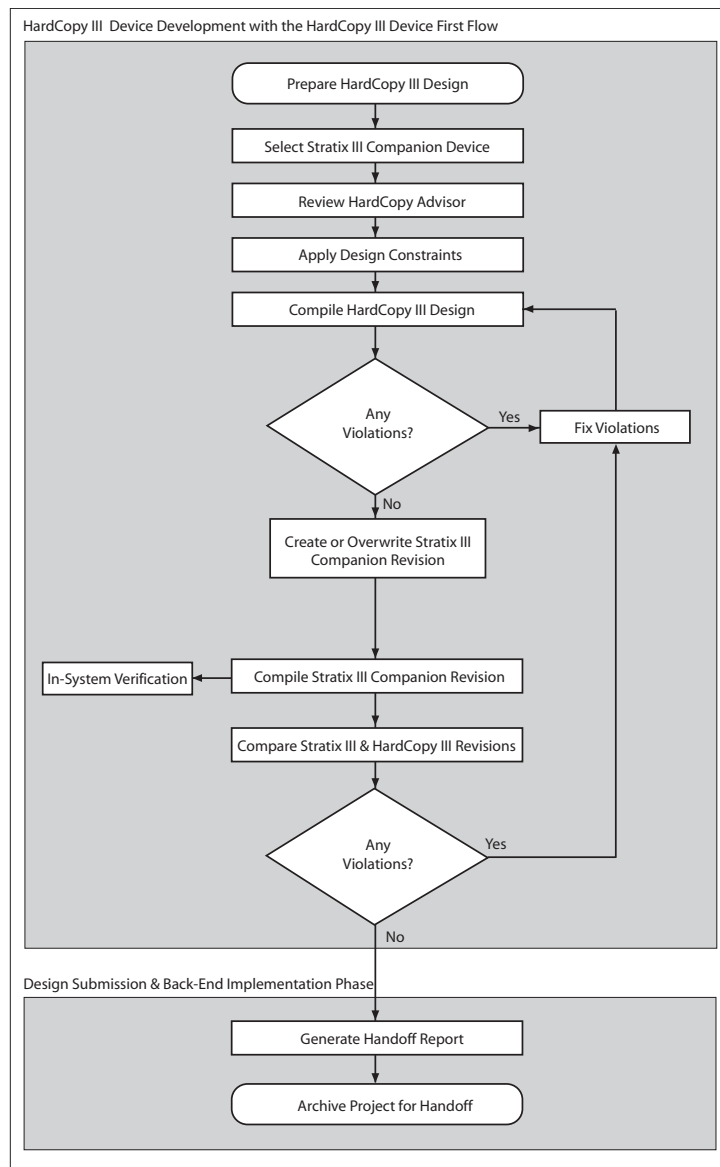 HardCopy III Device Development with the HardCopy III Device First Flow
Prepare HardCopy III Design
Select Stratix III Companion Device
Review HardCopy Advisor
Apply Design Constraints
Compile HardCopy III Design
Any
Violations?
Yes
Fix Violations
No
Create or Overwrite Stratix III
Companion Revision
In-System Verification
Compile Stratix III Companion Revision
Compare Stratix III & HardCopy III Revisions
Any
Violations?
Yes
No
Design Submission & Back-End Implementation Phase
Generate Handoff Report
Archive Project for Handoff